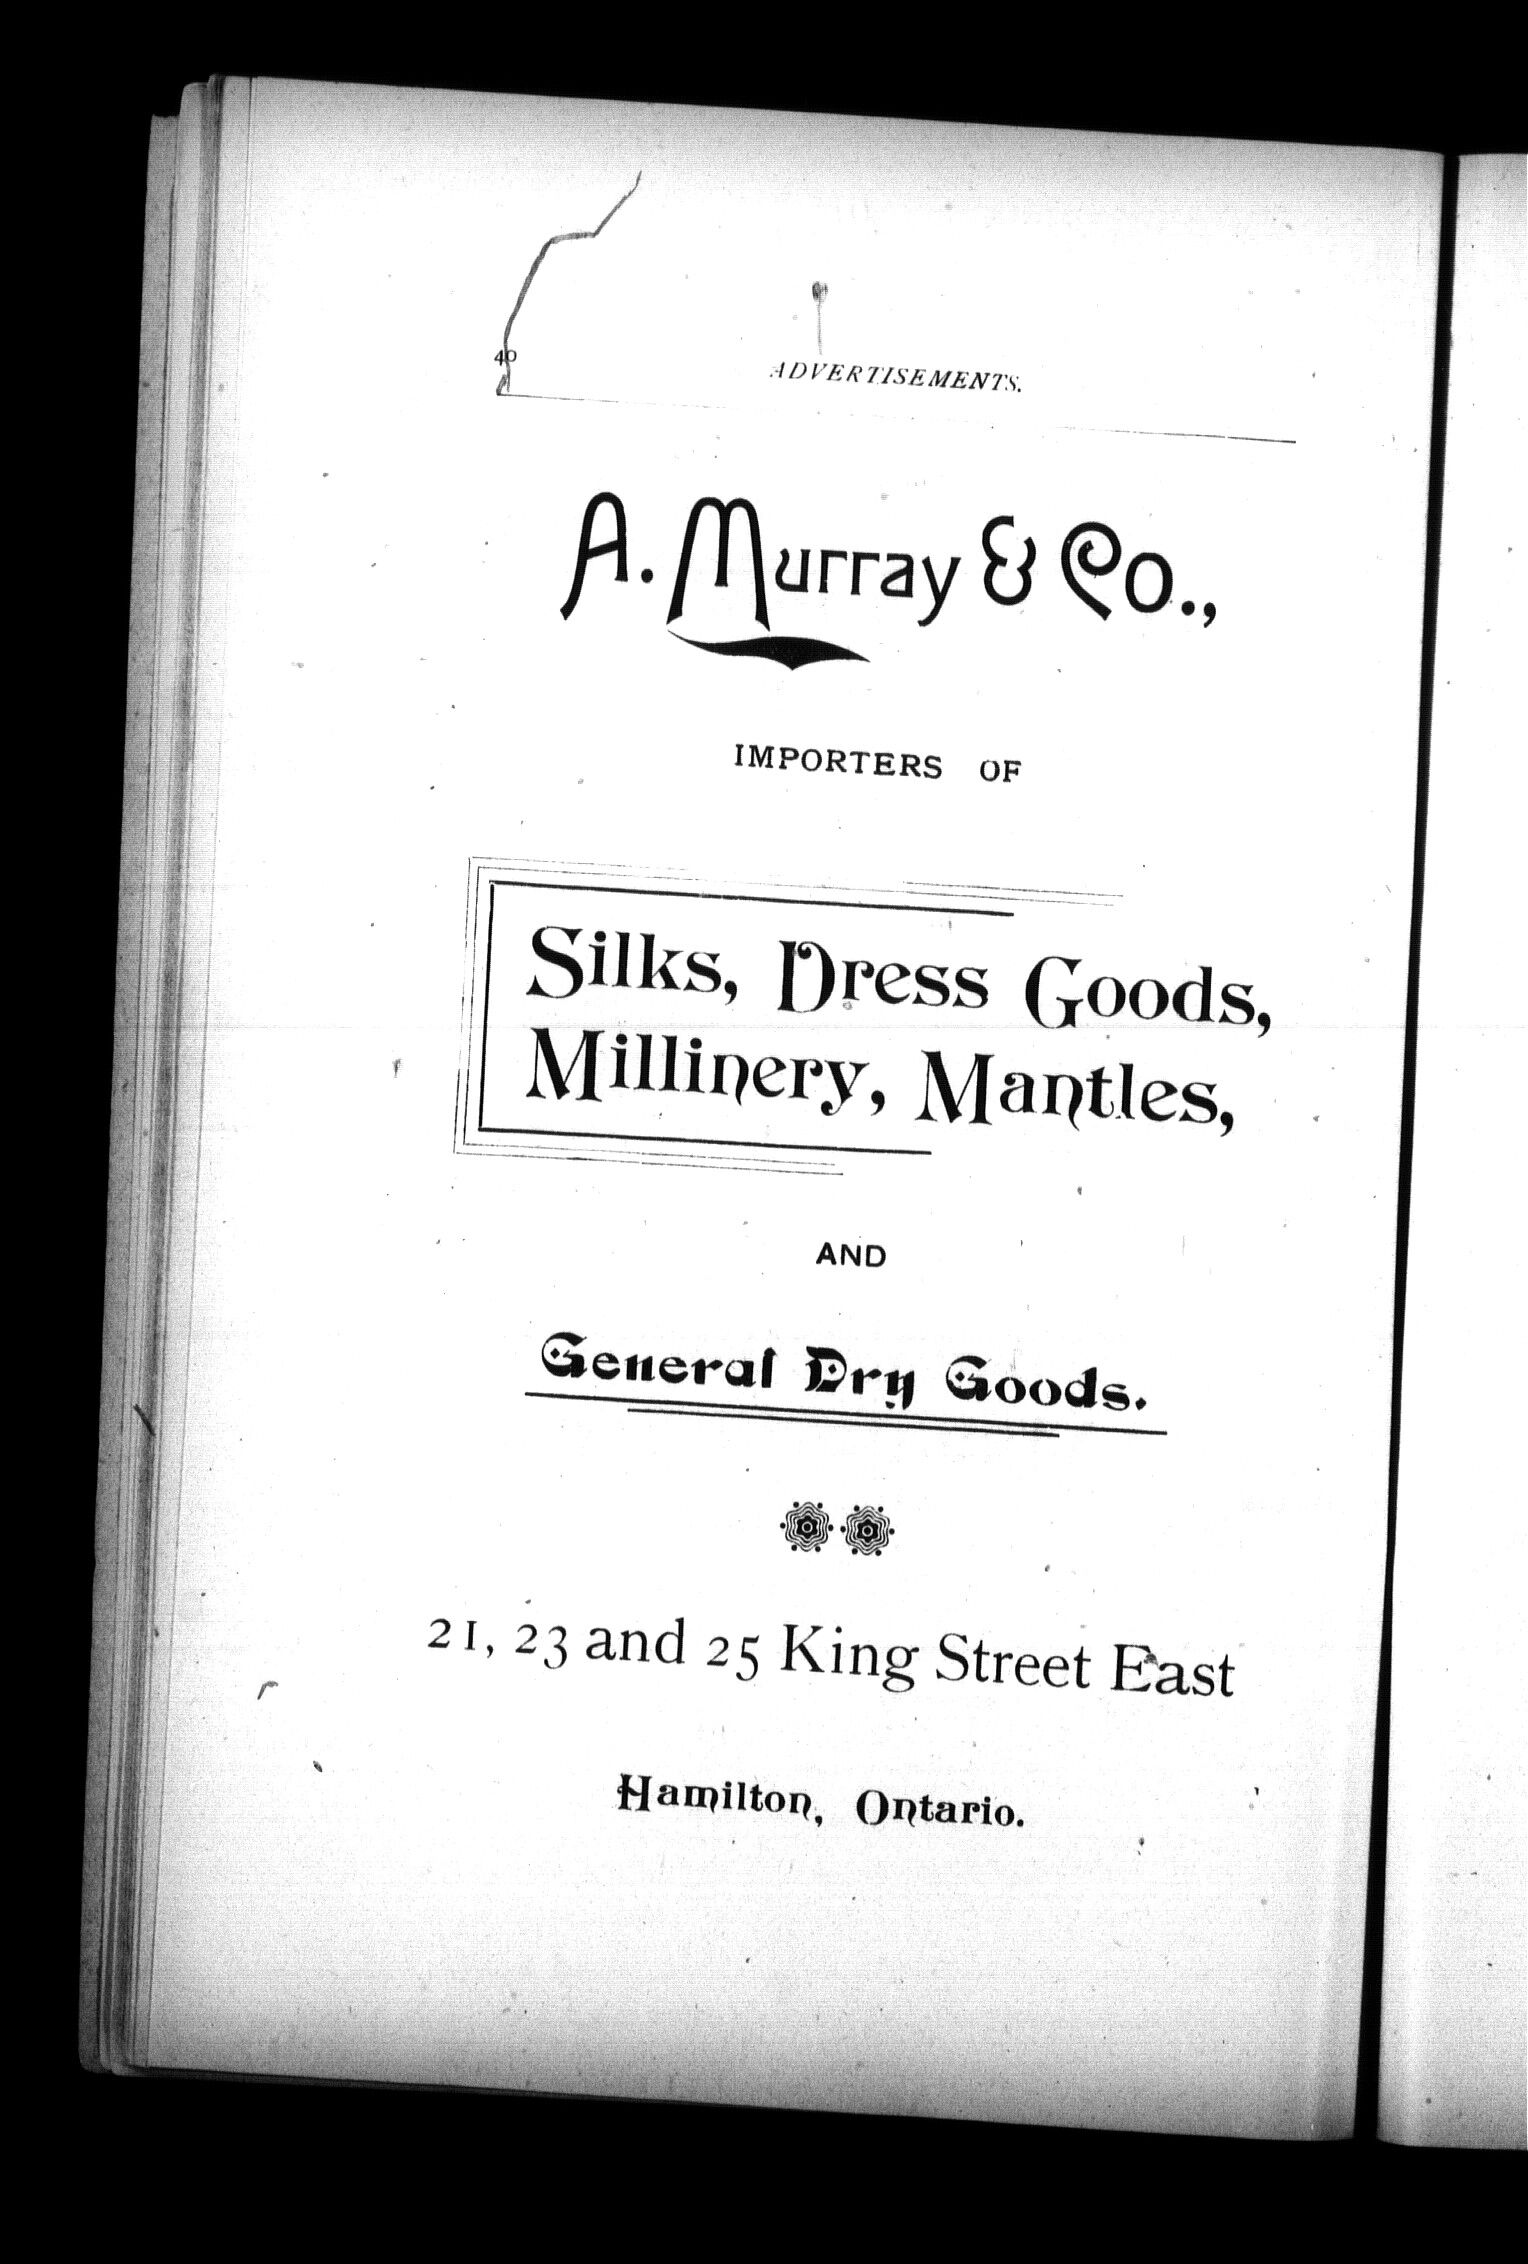 40
ADVERTISEMENTS.
A. Murray & Co.,
IMPORTERS OF
Silks, Dress Goods,
Millinery, Mantles,
AND
General Dry Goods.
21, 23 and 25 King Street East
Hamilton, Ontario.